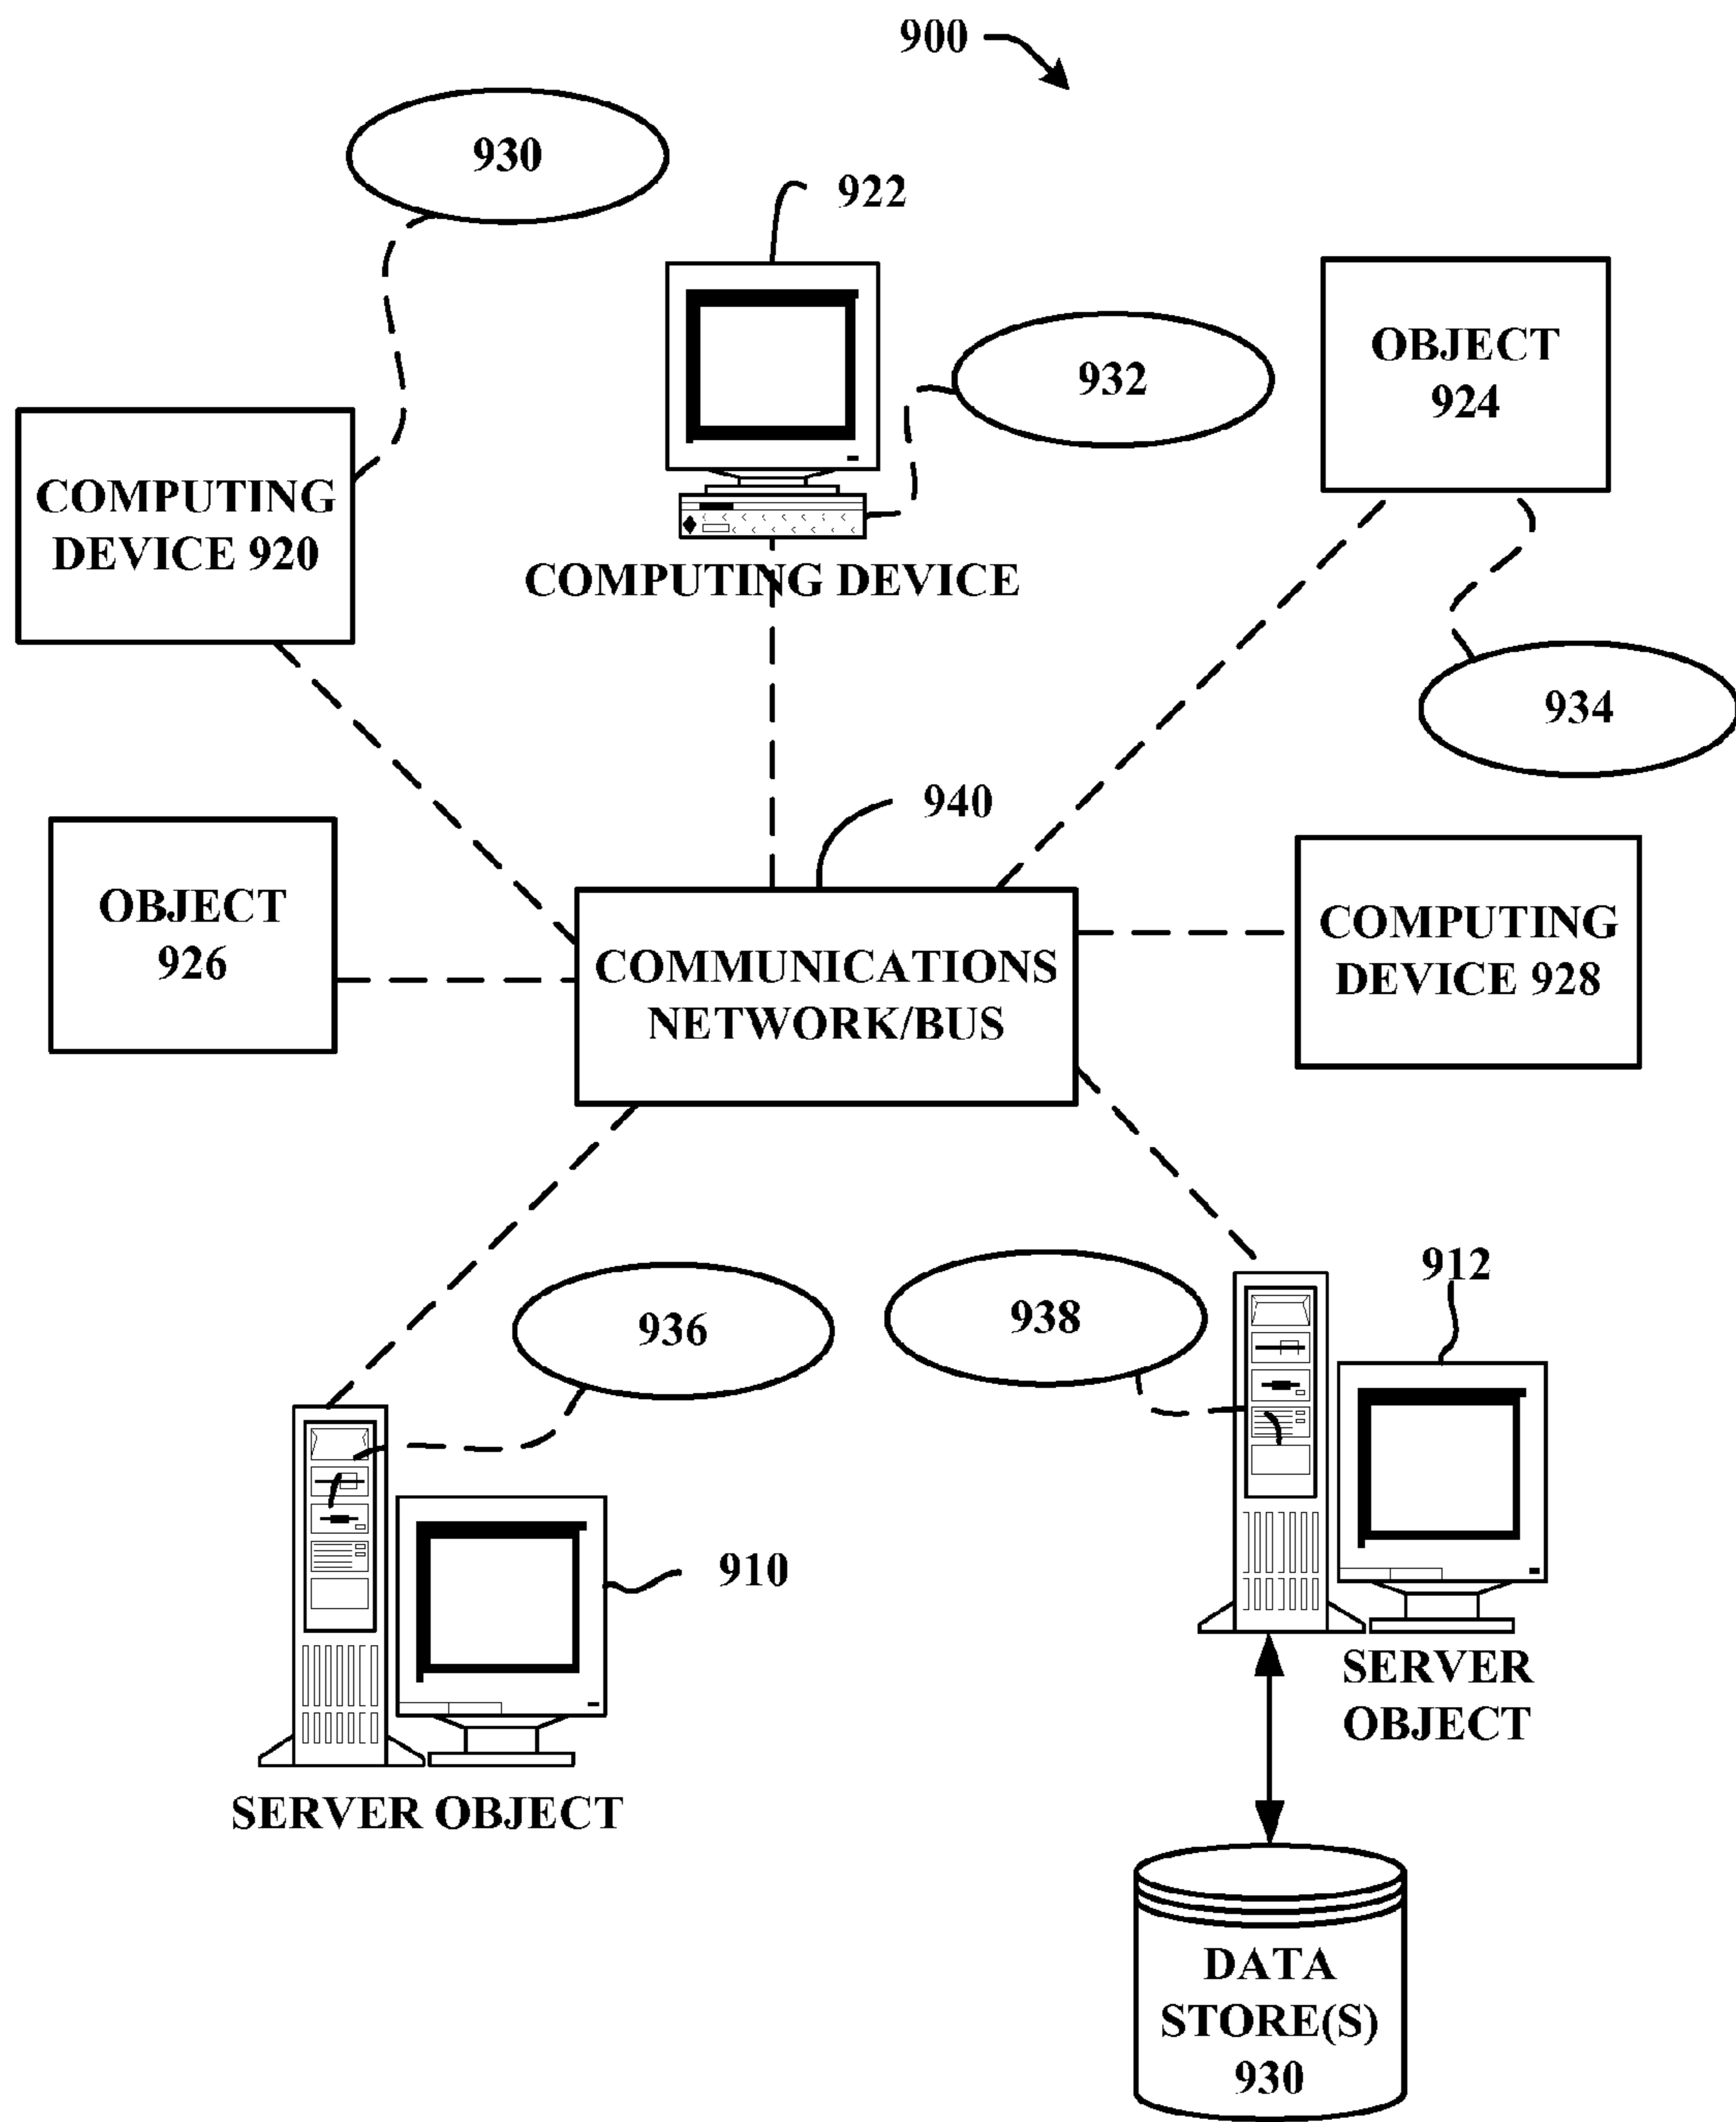 900
930
922
932
OBJECT
924
COMPUTING
DEVICE 920
COMPUTING DEVICE
934
940
OBJECT
926
COMMUNICATIONS
NETWORK/BUS
COMPUTING
DEVICE 928
936
938
912
910
SERVER
OBJECT
SERVER OBJECT
DATA
STORE(S)
930